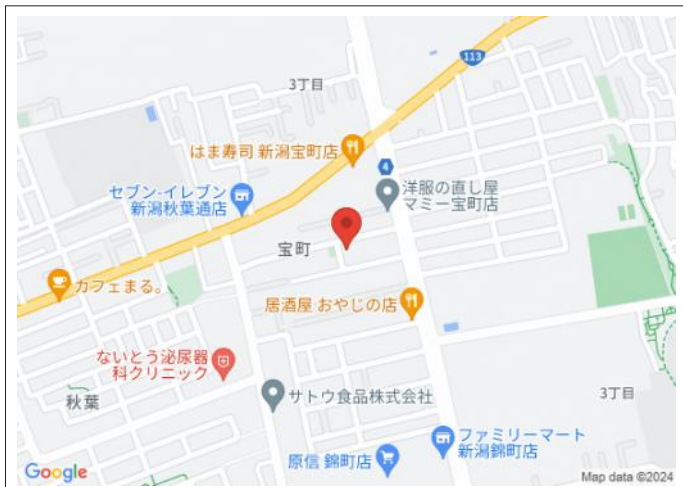 113
3丁目
はま寿司 新潟宝町店
4
セブン-イレブン
新潟秋葉通店
洋服の直し屋
マミー宝町店
宝町
カフェまる。
居酒屋 おやじの店
ないとう泌尿器
科クリニック
秋葉
サトウ食品株式会社
3丁目
ファミリーマート
新潟錦町店
原信 錦町店
Google
Map data ©2024